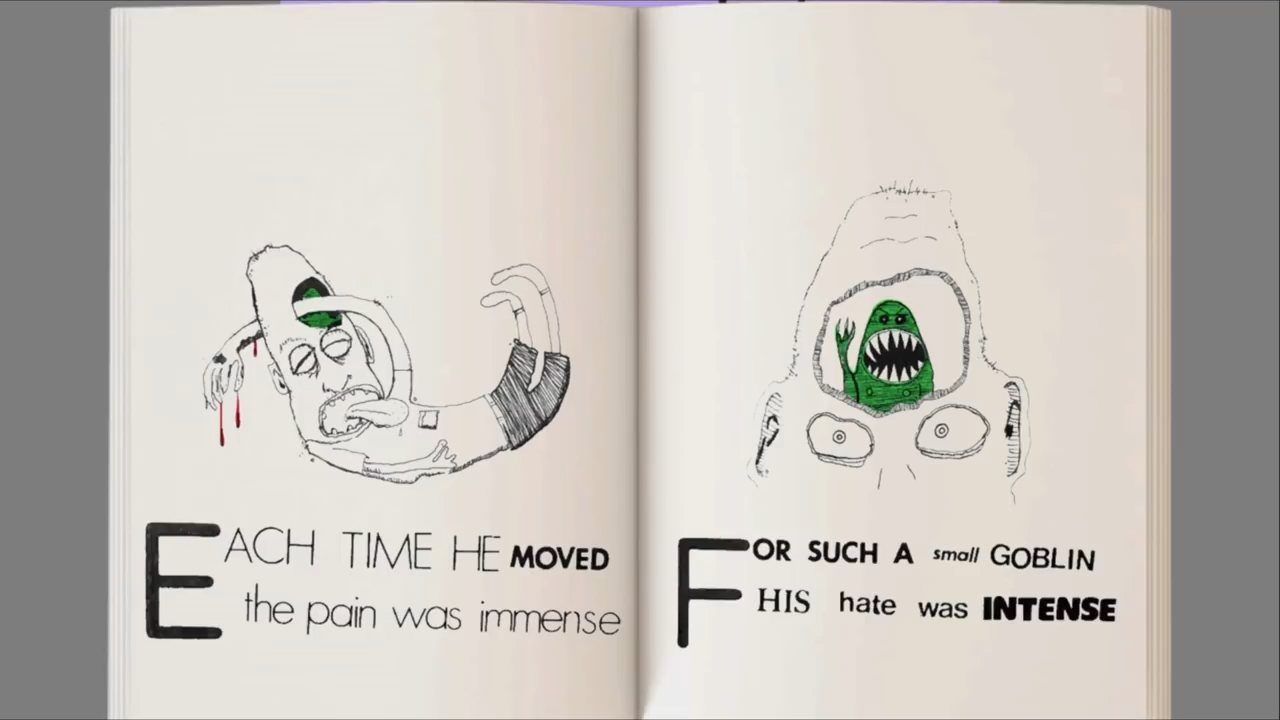 EACH TIME HE MOVED
the pain was immense
FOR SUCH A small GOBLIN
HIS hate was INTENSE